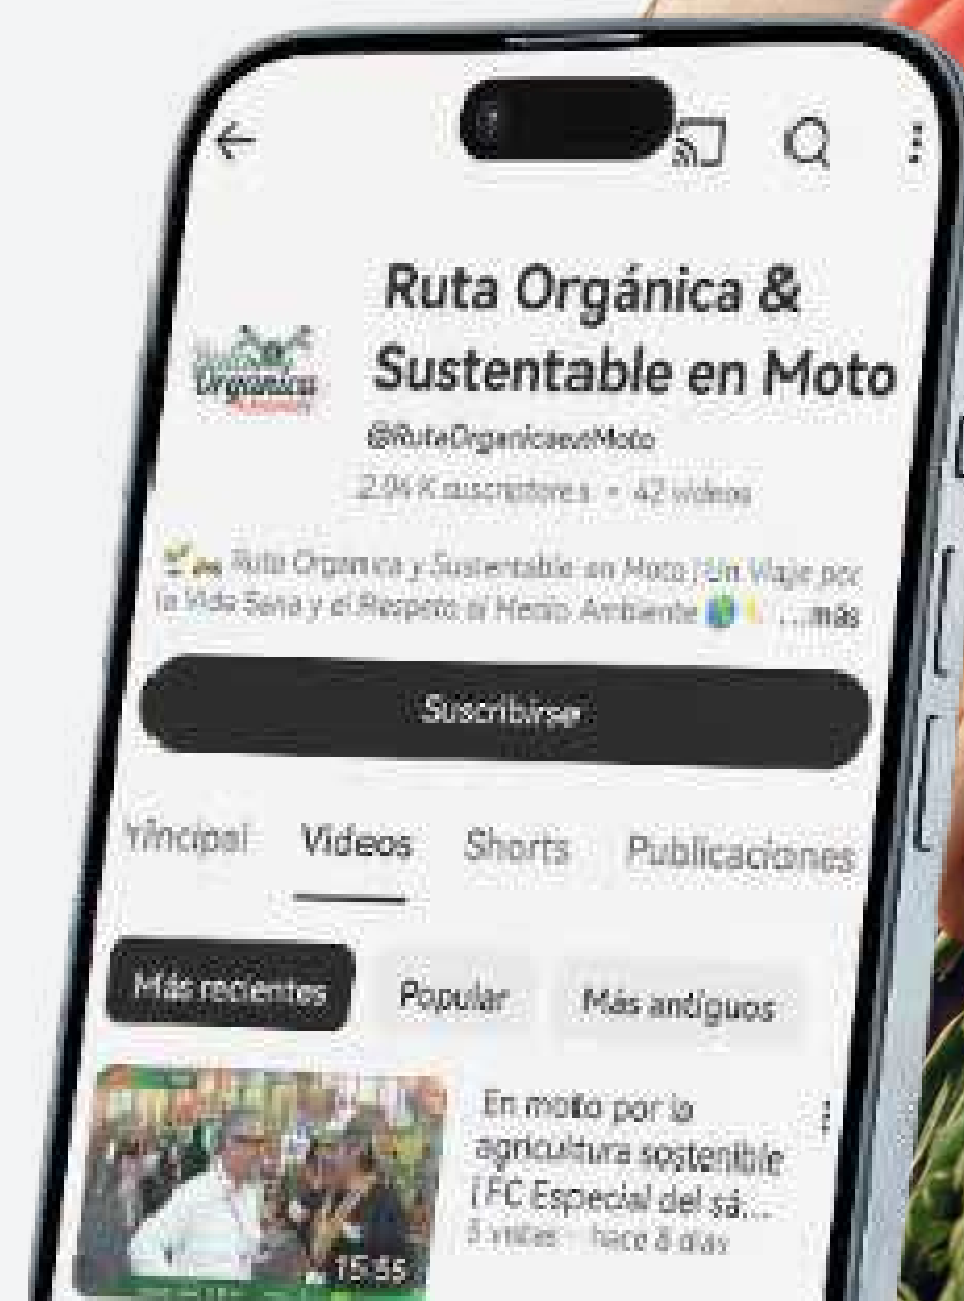 Ruta Orgánica &
Sustentable en Moto
Orgánica
@RutaOrganicaenMoto
2.94 K suscriptores • 42 videos
Ruta Orgánica y Sustentable en Moto | Un Viaje por
la Vida Sana y el Respeto al Medio Ambiente ...más
Suscribirse
Videos Shorts Publicaciones
Más recientes Popular Más antiguos
En moto por la
agricultura sostenible
| FC Especial del sá...
hace 8 días
15:55